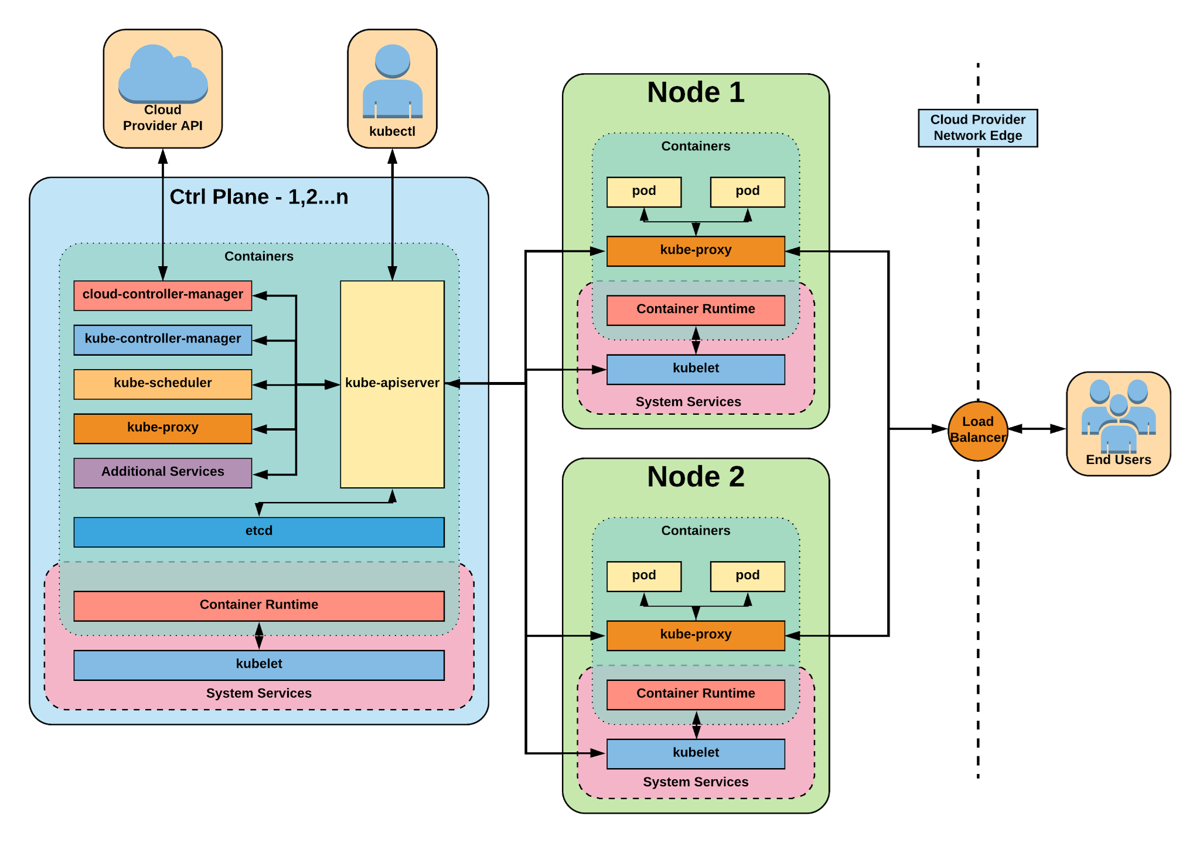 Cloud
Provider API
kubectl
Ctrl Plane - 1,2...n
Containers
cloud-controller-manager
kube-controller-manager
kube-scheduler
kube-proxy
Additional Services
kube-apiserver
etcd
Container Runtime
kubelet
System Services
Node 1
Containers
pod
pod
kube-proxy
Container Runtime
kubelet
System Services
Node 2
Containers
pod
pod
kube-proxy
Container Runtime
kubelet
System Services
Cloud Provider
Network Edge
Load
Balancer
End Users